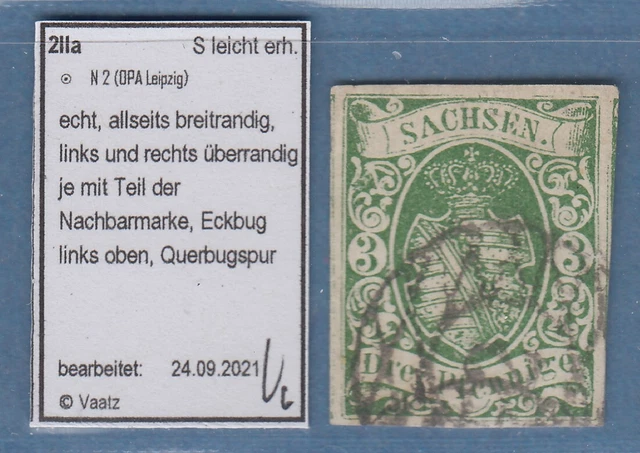 2IIa S leicht erh.
⊙ N 2 (OPA Leipzig)
echt, allseits breitrandig,
links und rechts überrandig
je mit Teil der
Nachbarmarke, Eckbug
links oben, Querbugspur
bearbeitet: 24.09.2021
© Vaatz
SACHSEN.
3 3
Drei Pfennige